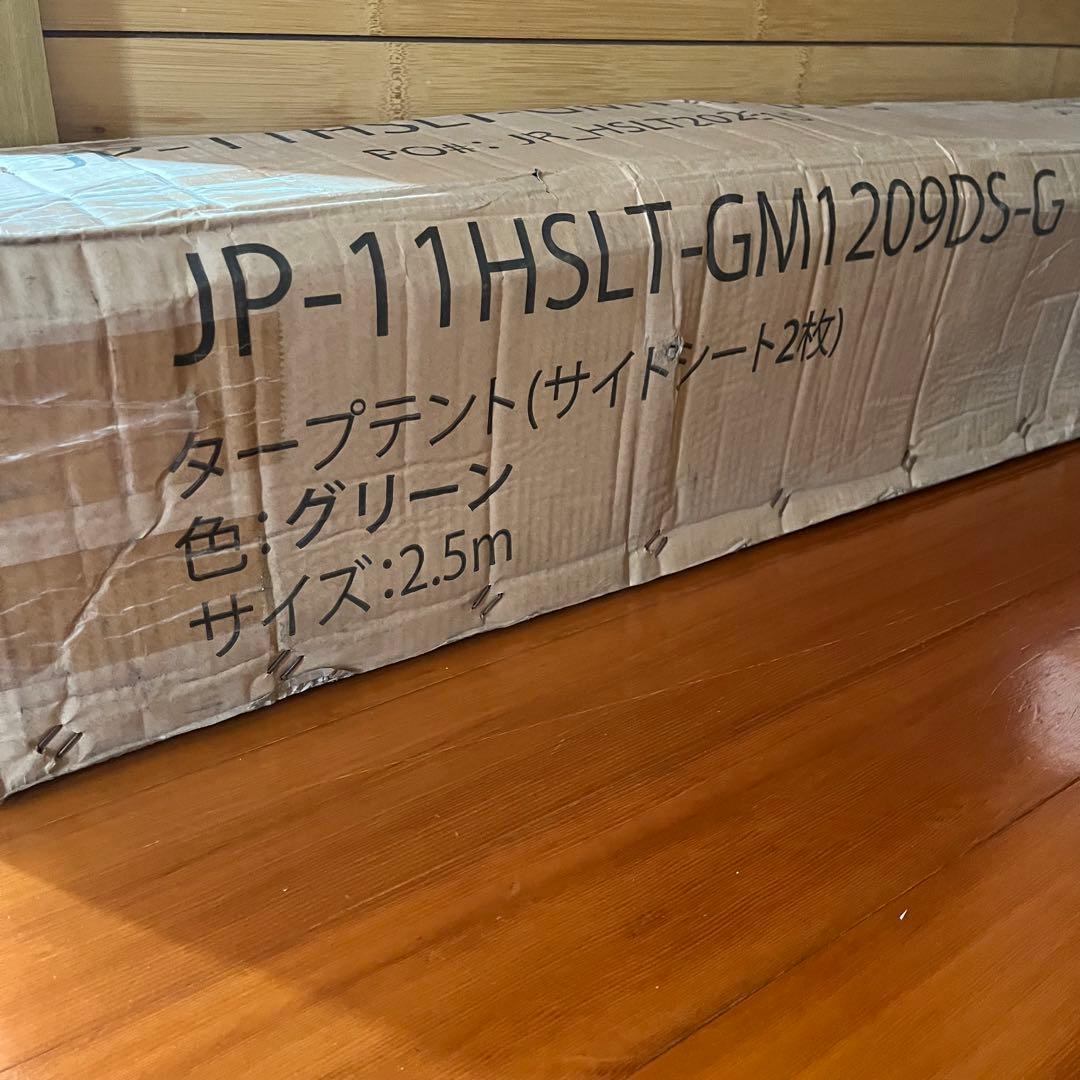 PO#: JR_HSLT202
JP-11HSLT-GM1209DS-G
タープテント(サイドシート2枚)
色:グリーン
サイズ:2.5m